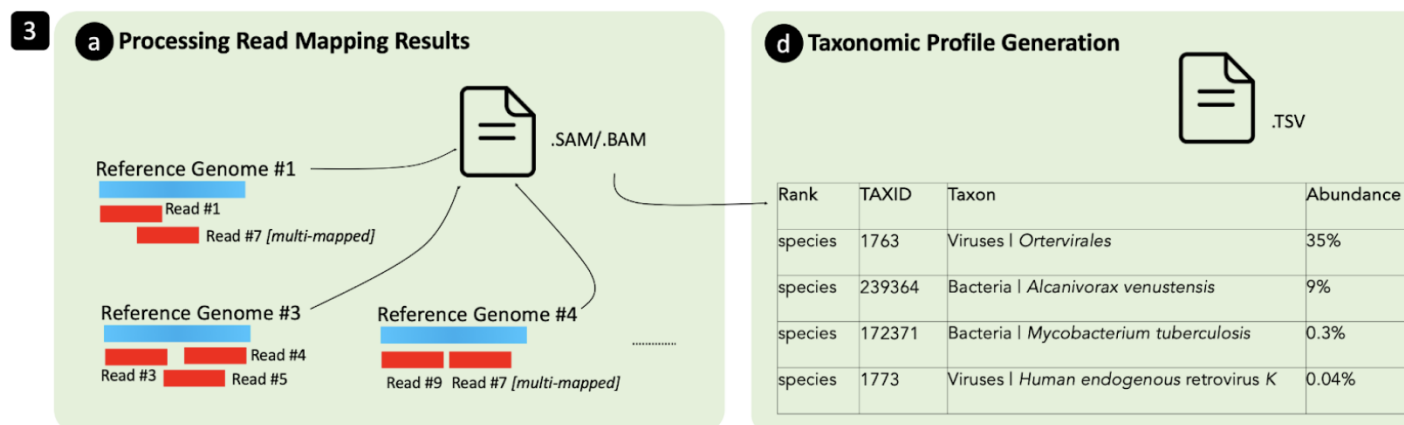 3
a Processing Read Mapping Results
.SAM/.BAM
Reference Genome #1
Read #1
Read #7 [multi-mapped]
Reference Genome #3
Read #4
Read #3
Read #5
Reference Genome #4
Read #9 Read #7 [multi-mapped]
d Taxonomic Profile Generation
.TSV
Rank TAXID Taxon Abundance
species 1763 Viruses | Ortervirales 35%
species 239364 Bacteria | Alcanivorax venustensis 9%
species 172371 Bacteria | Mycobacterium tuberculosis 0.3%
species 1773 Viruses | Human endogenous retrovirus K 0.04%